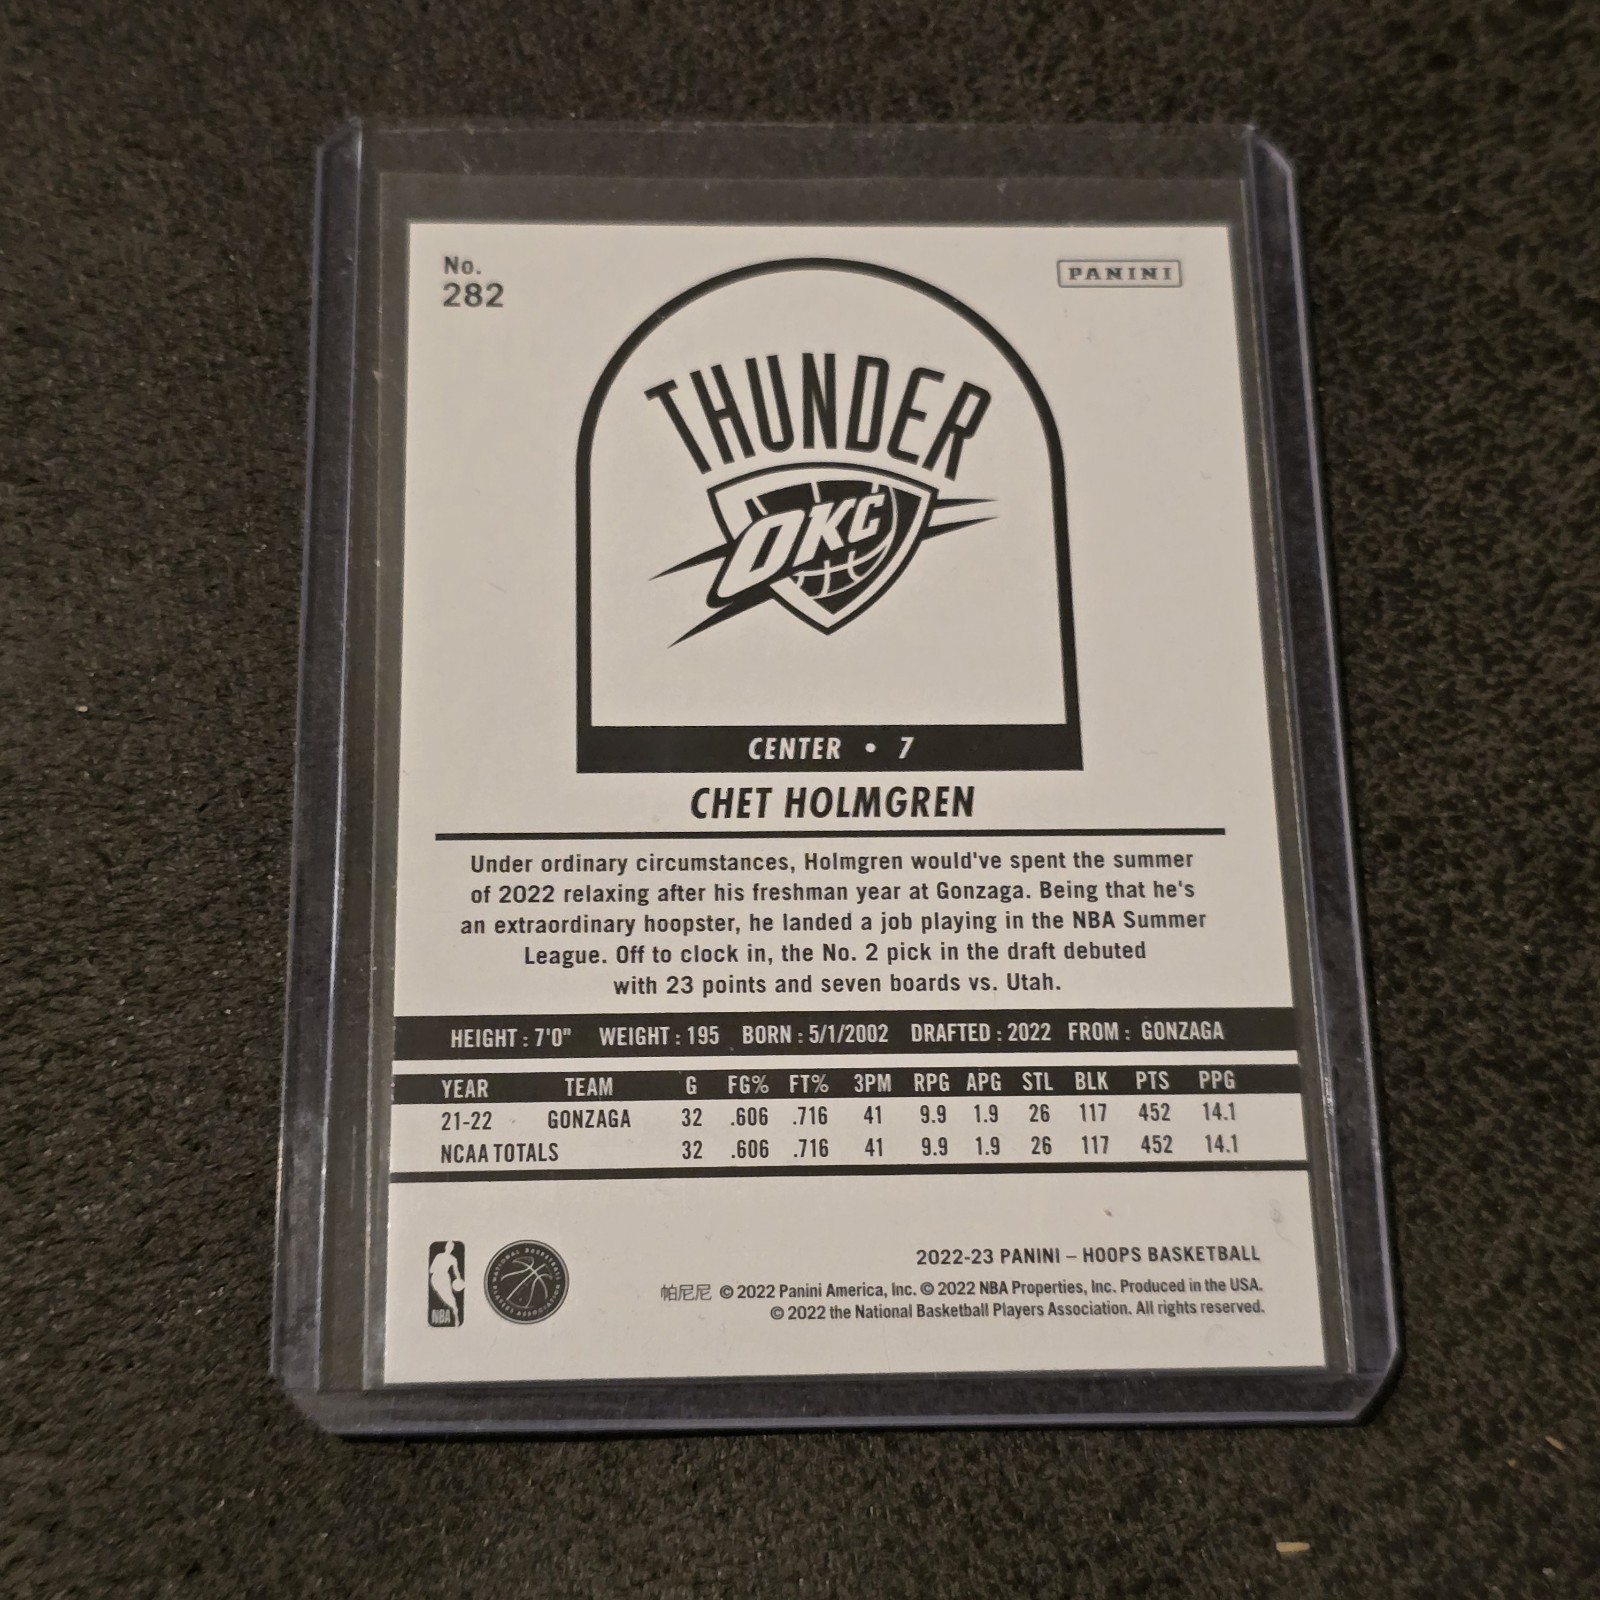 No.
282
PANINI
THUNDER
OKC
CENTER • 7
CHET HOLMGREN
Under ordinary circumstances, Holmgren would've spent the summer
of 2022 relaxing after his freshman year at Gonzaga. Being that he's
an extraordinary hoopster, he landed a job playing in the NBA Summer
League. Off to clock in, the No. 2 pick in the draft debuted
with 23 points and seven boards vs. Utah.
HEIGHT : 7'0" WEIGHT : 195 BORN : 5/1/2002 DRAFTED : 2022 FROM : GONZAGA
YEAR TEAM G FG% FT% 3PM RPG APG STL BLK PTS PPG
21-22 GONZAGA 32 .606 .716 41 9.9 1.9 26 117 452 14.1
NCAA TOTALS 32 .606 .716 41 9.9 1.9 26 117 452 14.1
2022-23 PANINI – HOOPS BASKETBALL
帕尼尼 © 2022 Panini America, Inc. © 2022 NBA Properties, Inc. Produced in the USA.
© 2022 the National Basketball Players Association. All rights reserved.
NBA
NATIONAL BASKETBALL
PLAYERS ASSOCIATION